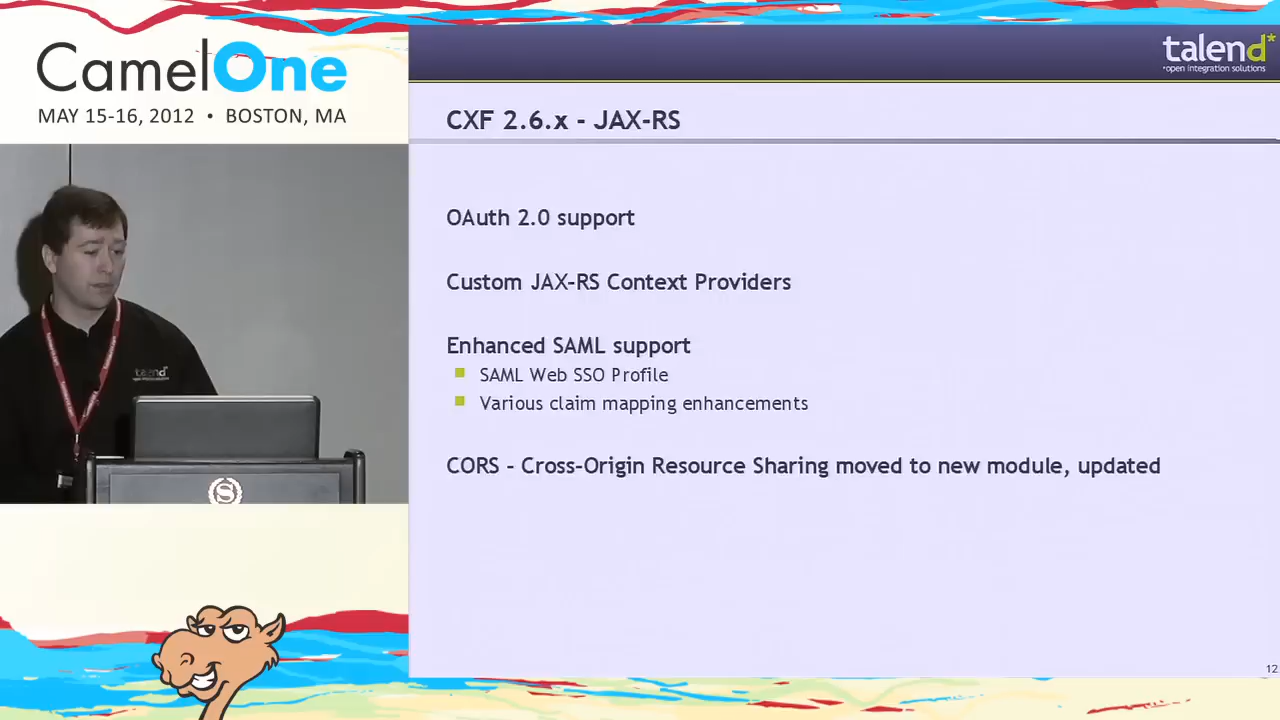 CamelOne
MAY 15-16, 2012 • BOSTON, MA
talend*
*open integration solutions
CXF 2.6.x - JAX-RS
OAuth 2.0 support
Custom JAX-RS Context Providers
Enhanced SAML support
SAML Web SSO Profile
Various claim mapping enhancements
CORS - Cross-Origin Resource Sharing moved to new module, updated
talend*
S
12